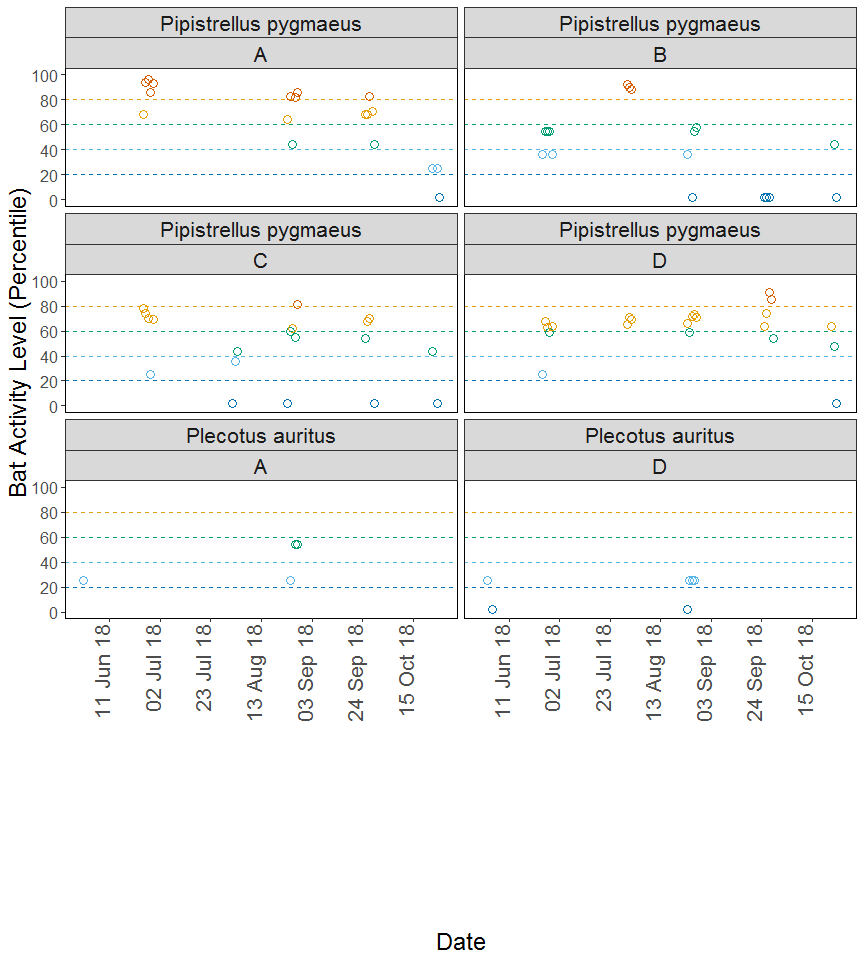 Pipistrellus pygmaeus
Pipistrellus pygmaeus
A
B
100
80
60
40
20
0
Pipistrellus pygmaeus
Pipistrellus pygmaeus
C
D
100
80
60
40
20
0
Plecotus auritus
Plecotus auritus
A
D
100
80
60
40
20
0
Bat Activity Level (Percentile)
11 Jun 18
02 Jul 18
23 Jul 18
13 Aug 18
03 Sep 18
24 Sep 18
15 Oct 18
11 Jun 18
02 Jul 18
23 Jul 18
13 Aug 18
03 Sep 18
24 Sep 18
15 Oct 18
Date